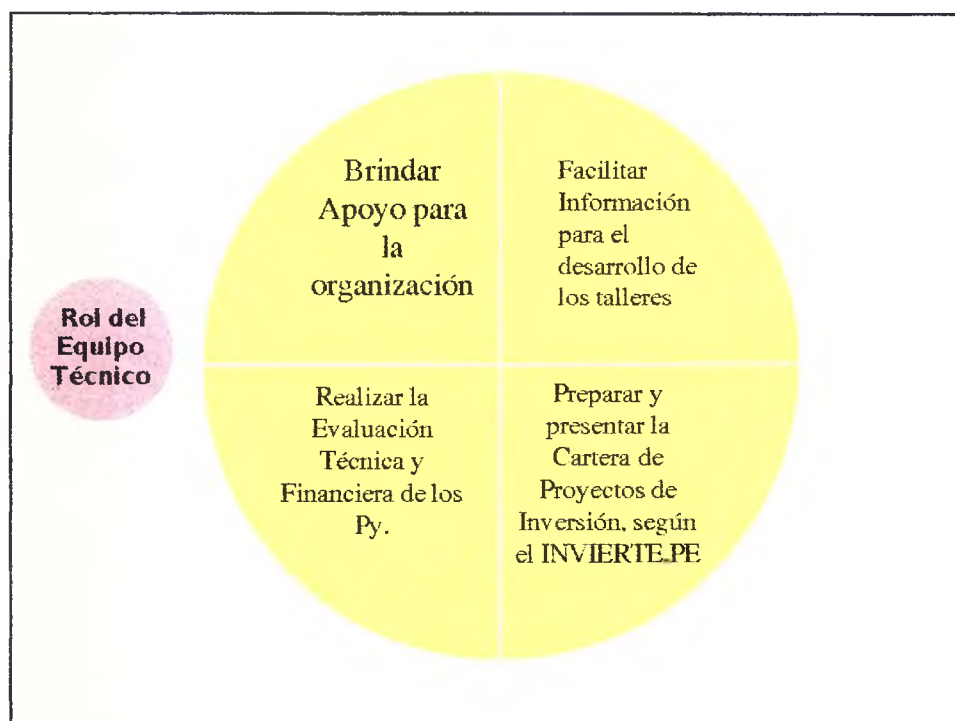 Brindar
Apoyo para
la
organización
Facilitar
Información
para el
desarrollo de
los talleres
Rol del
Equipo
Técnico
Realizar la
Evaluación
Técnica y
Financiera de los
Py.
Preparar y
presentar la
Cartera de
Proyectos de
Inversión, según
el INVIERTE.PE